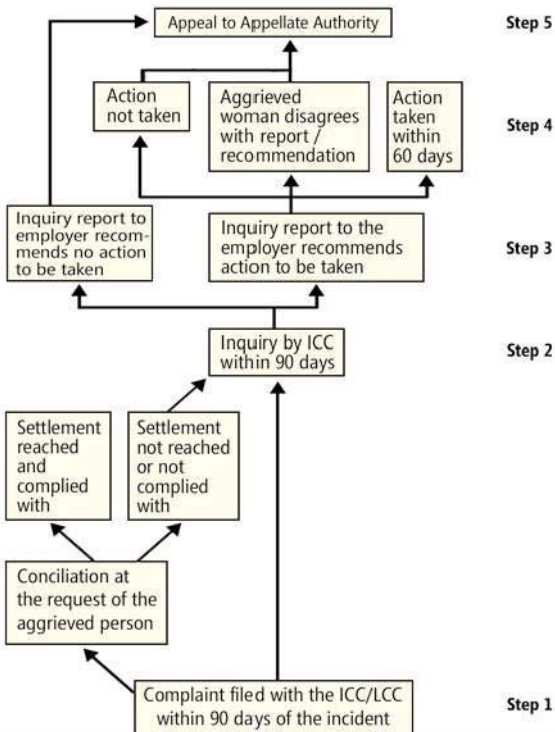 Appeal to Appellate Authority
Step 5
Action
not taken
Aggrieved
woman disagrees
with report /
recommendation
Action
taken
within
60 days
Step 4
Inquiry report to
employer recom-
mends no action
to be taken
Inquiry report to the
employer recommends
action to be taken
Step 3
Inquiry by ICC
within 90 days
Step 2
Settlement
reached
and
complied
with
Settlement
not reached
or not
complied
with
Conciliation at
the request of the
aggrieved person
Complaint filed with the ICC/LCC
within 90 days of the incident
Step 1